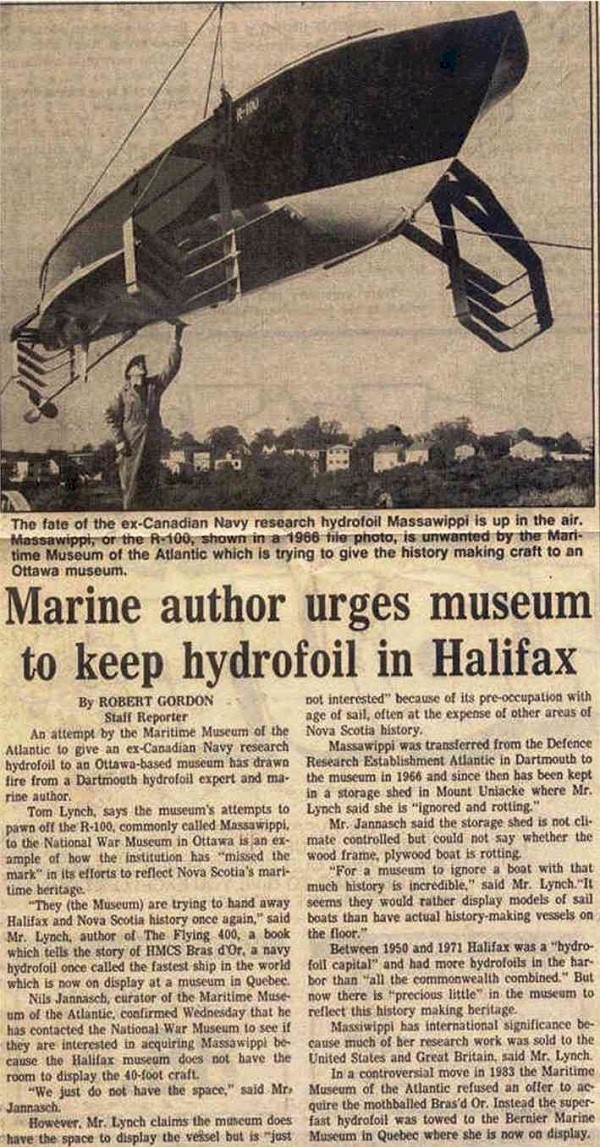 R-100
The fate of the ex-Canadian Navy research hydrofoil Massawippi is up in the air.
Massawippi, or the R-100, shown in a 1966 file photo, is unwanted by the Mari-
time Museum of the Atlantic which is trying to give the history making craft to an
Ottawa museum.
Marine author urges museum
to keep hydrofoil in Halifax
By ROBERT GORDON
Staff Reporter
An attempt by the Maritime Museum of the
Atlantic to give an ex-Canadian Navy research
hydrofoil to an Ottawa-based museum has drawn
fire from a Dartmouth hydrofoil expert and ma-
rine author.
Tom Lynch, says the museum's attempts to
pawn off the R-100, commonly called Massawippi,
to the National War Museum in Ottawa is an ex-
ample of how the institution has "missed the
mark" in its efforts to reflect Nova Scotia's mari-
time heritage.
"They (the Museum) are trying to hand away
Halifax and Nova Scotia history once again," said
Mr. Lynch, author of The Flying 400, a book
which tells the story of HMCS Bras d'Or, a navy
hydrofoil once called the fastest ship in the world
which is now on display at a museum in Quebec.
Nils Jannasch, curator of the Maritime Muse-
um of the Atlantic, confirmed Wednesday that he
has contacted the National War Museum to see if
they are interested in acquiring Massawippi be-
cause the Halifax museum does not have the
room to display the 40-foot craft.
"We just do not have the space," said Mr.
Jannasch.
However, Mr. Lynch claims the museum does
have the space to display the vessel but is "just
not interested" because of its pre-occupation with
age of sail, often at the expense of other areas of
Nova Scotia history.
Massawippi was transferred from the Defence
Research Establishment Atlantic in Dartmouth to
the museum in 1966 and since then has been kept
in a storage shed in Mount Uniacke where Mr.
Lynch said she is "ignored and rotting."
Mr. Jannasch said the storage shed is not cli-
mate controlled but could not say whether the
wood frame, plywood boat is rotting.
"For a museum to ignore a boat with that
much history is incredible," said Mr. Lynch."It
seems they would rather display models of sail
boats than have actual history-making vessels on
the floor."
Between 1950 and 1971 Halifax was a "hydro-
foil capital" and had more hydrofoils in the har-
bor than "all the commonwealth combined." But
now there is "precious little" in the museum to
reflect this history making heritage.
Massiwippi has international significance be-
cause much of her research work was sold to the
United States and Great Britain, said Mr. Lynch.
In a controversial move in 1983 the Maritime
Museum of the Atlantic refused an offer to ac-
quire the mothballed Bras'd Or. Instead the super-
fast hydrofoil was towed to the Bernier Marine
Museum in Quebec where she is now on display.